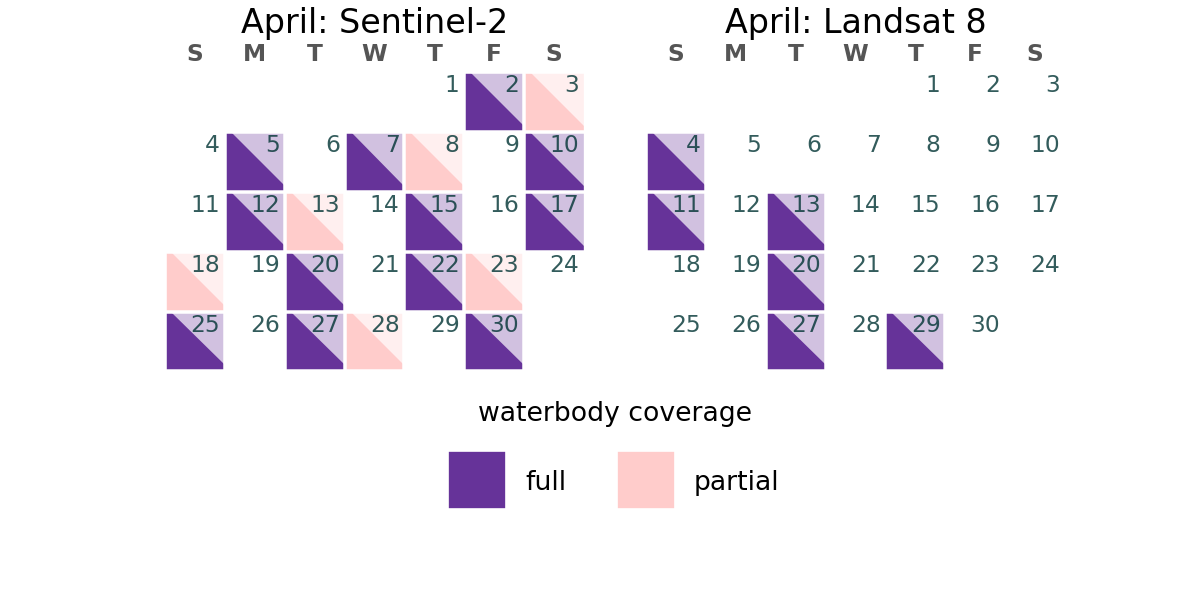 April: Sentinel-2
S M T W T F S
1 2 3
4 5 6 7 8 9 10
11 12 13 14 15 16 17
18 19 20 21 22 23 24
25 26 27 28 29 30
April: Landsat 8
S M T W T F S
1 2 3
4 5 6 7 8 9 10
11 12 13 14 15 16 17
18 19 20 21 22 23 24
25 26 27 28 29 30
waterbody coverage
full partial